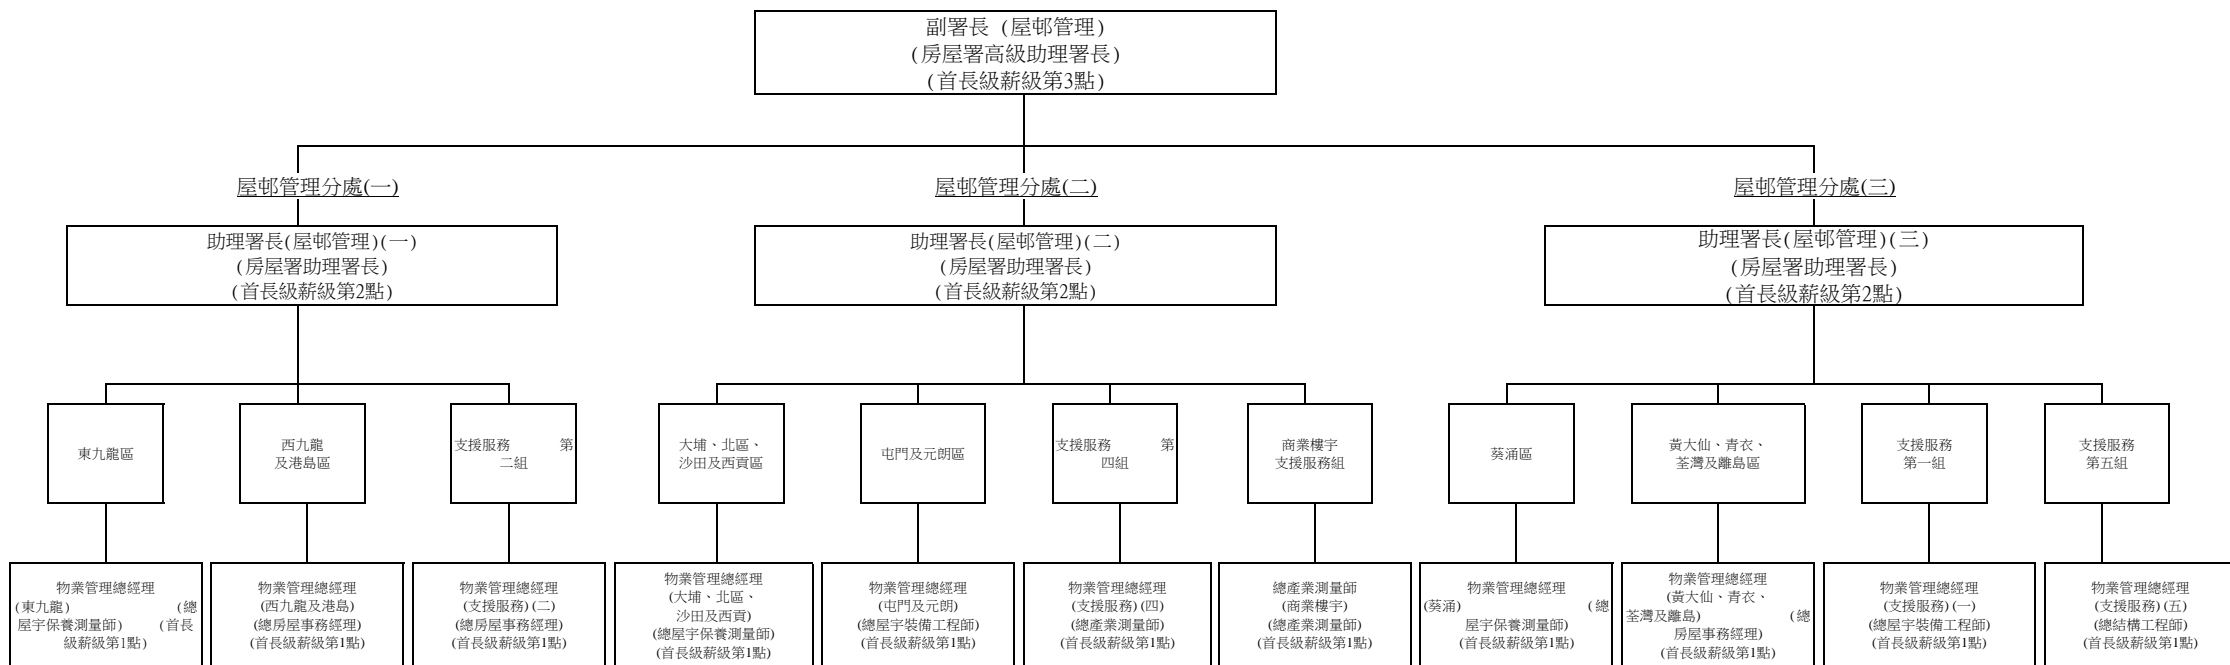 副署長 (屋邨管理)
(房屋署高級助理署長)
(首長級薪級第3點)
屋邨管理分處(一)
屋邨管理分處(二)
屋邨管理分處(三)
助理署長(屋邨管理)(一)
(房屋署助理署長)
(首長級薪級第2點)
助理署長(屋邨管理)(二)
(房屋署助理署長)
(首長級薪級第2點)
助理署長(屋邨管理)(三)
(房屋署助理署長)
(首長級薪級第2點)
東九龍區
西九龍
及港島區
支援服務 第
二組
大埔、北區、
沙田及西貢區
屯門及元朗區
支援服務 第
四組
商業樓宇
支援服務組
葵涌區
黃大仙、青衣、
荃灣及離島區
支援服務
第一組
支援服務
第五組
物業管理總經理
(東九龍) (總
屋宇保養測量師) (首長
級薪級第1點)
物業管理總經理
(西九龍及港島)
(總房屋事務經理)
(首長級薪級第1點)
物業管理總經理
(支援服務) (二)
(總房屋事務經理)
(首長級薪級第1點)
物業管理總經理
(大埔、北區、
沙田及西貢)
(總屋宇保養測量師)
(首長級薪級第1點)
物業管理總經理
(屯門及元朗)
(總屋宇裝備工程師)
(首長級薪級第1點)
物業管理總經理
(支援服務) (四)
(總產業測量師)
(首長級薪級第1點)
總產業測量師
(商業樓宇)
(總產業測量師)
(首長級薪級第1點)
物業管理總經理
(葵涌) (總
屋宇保養測量師)
(首長級薪級第1點)
物業管理總經理
(黃大仙、青衣、
荃灣及離島) (總
房屋事務經理)
(首長級薪級第1點)
物業管理總經理
(支援服務) (一)
(總屋宇裝備工程師)
(首長級薪級第1點)
物業管理總經理
(支援服務) (五)
(總結構工程師)
(首長級薪級第1點)